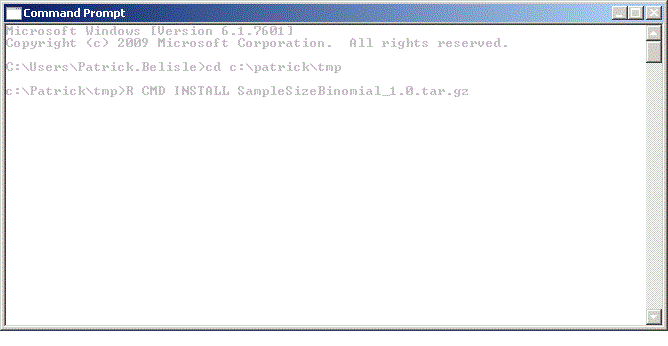 Command Prompt
Microsoft Windows [Version 6.1.7601]
Copyright (c) 2009 Microsoft Corporation.  All rights reserved.
C:\Users\Patrick.Belisle>cd c:\patrick\tmp
c:\Patrick\tmp>R CMD INSTALL SampleSizeBinomial_1.0.tar.gz